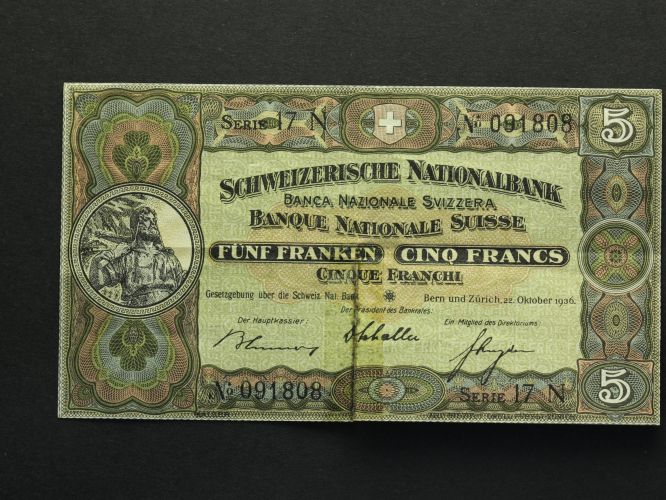 SERIE 17 N
№ 091808
5
SCHWEIZERISCHE NATIONALBANK
BANCA NAZIONALE SVIZZERA
BANQUE NATIONALE SUISSE
FÜNF FRANKEN CINQ FRANCS
CINQUE FRANCHI
Gesetzgebung über die Schweiz. Nat. Bank
Bern und Zürich, 22. Oktober 1936.
Der Präsident des Bankrates:
Der Hauptkassier:
Ein Mitglied des Direktoriums:
№ 091808
SERIE 17 N
5
BALZER